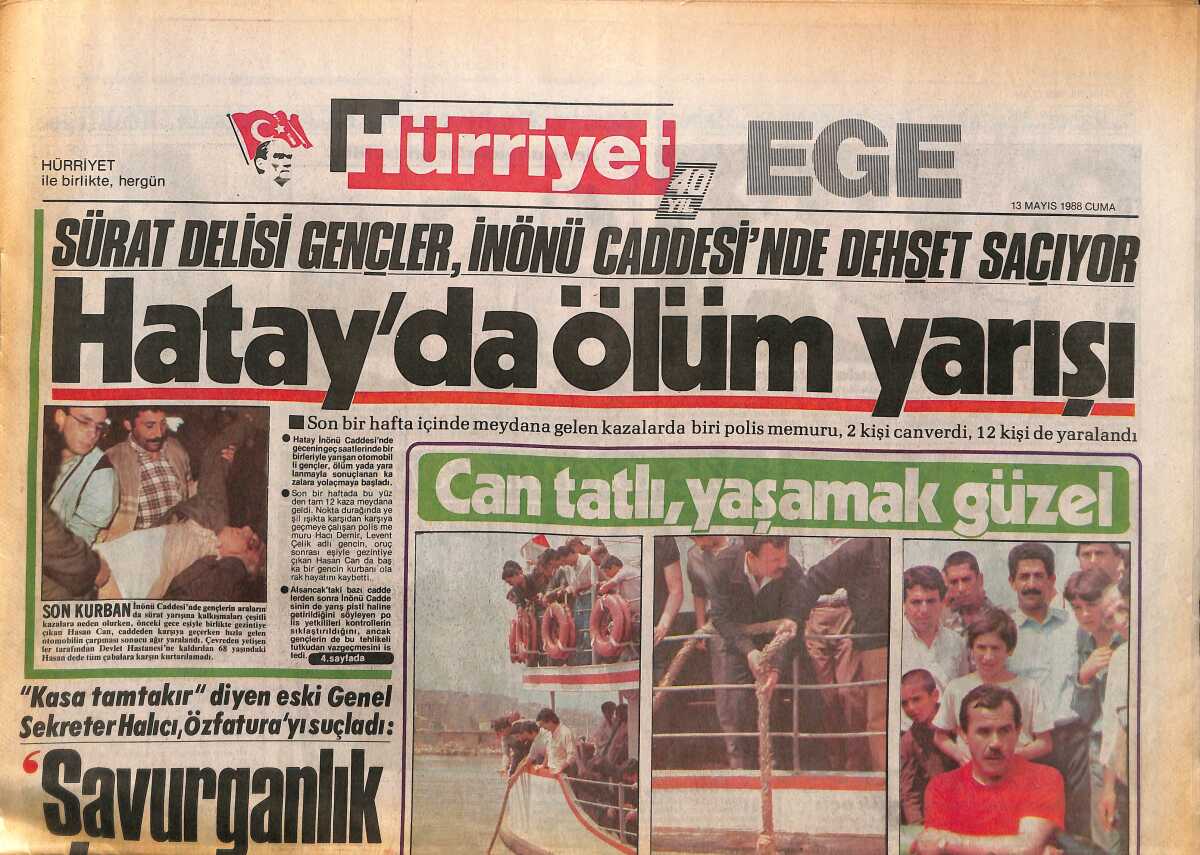 HÜRRİYET
ile birlikte, hergün
Hürriyet
40
YIL
EGE
13 MAYIS 1988 CUMA
SÜRAT DELİSİ GENÇLER, İNÖNÜ CADDESİ'NDE DEHŞET SAÇIYOR
Hatay'da ölüm yarışı
Son bir hafta içinde meydana gelen kazalarda biri polis memuru, 2 kişi canverdi, 12 kişi de yaralandı
Hatay İnönü Caddesi'nde
gecenin geç saatlerinde bir
birleriyle yarışan otomobil
li gençler, ölüm yada yara
lanmayla sonuçlanan ka
zalara yolaçmaya başladı.
Son bir haftada bu yüz
den tam 12 kaza meydana
geldi. Nokta durağında ye
şil ışıkta karşıdan karşıya
geçmeye çalışan polis me
muru Hacı Demir, Levent
Çelik adlı gencin, oruç
sonrası eşiyle gezintiye
çıkan Hasan Can da baş
ka bir gencin kurbanı ola
rak hayatını kaybetti.
Alsancak'taki bazı cadde
lerden sonra İnönü Cadde
sinin de yarış pisti haline
getirildiğini söyleyen po
lis yetkilileri kontrollerin
sıklaştırıldığını, ancak
gençlerin de bu tehlikeli
tutkudan vazgeçmesini is
tedi.
4.sayfada
SON KURBAN İnönü Caddesi'nde gençlerin araların
da sürat yarışına kalkışmaları çeşitli
kazalara neden olurken, önceki gece eşiyle birlikte gezintiye
çıkan Hasan Can, caddeden karşıya geçerken hızla gelen
otomobilin çarpması sonucu ağır yaralandı. Çevreden yetişen
ler tarafından Devlet Hastanesi'ne kaldırılan 68 yaşındaki
Hasan dede tüm çabalara karşın kurtarılamadı.
Can tatlı, yaşamak güzel
"Kasa tamtakır" diyen eski Genel
Sekreter Halıcı, Özfatura'yı suçladı:
'Savurganlık